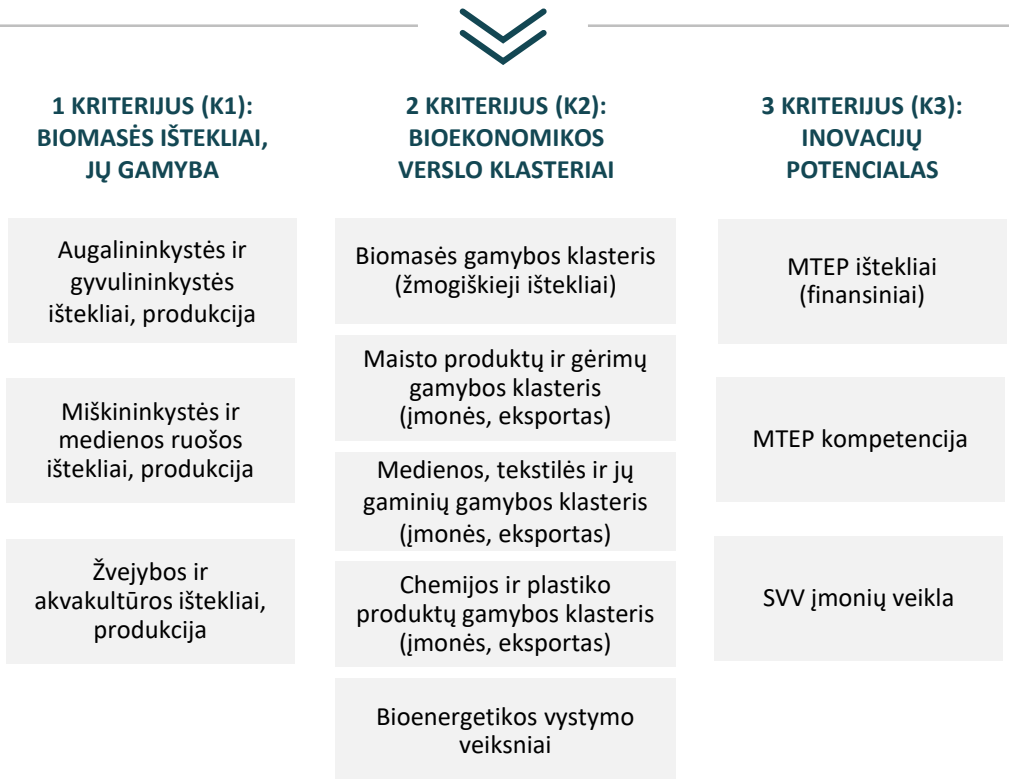 1 KRITERIJUS (K1):
BIOMASĖS IŠTEKLIAI,
JŲ GAMYBA
Augalininkystės ir
gyvulininkystės
ištekliai, produkcija
Miškininkystės ir
medienos ruošos
ištekliai, produkcija
Žvejybos ir
akvakultūros ištekliai,
produkcija
2 KRITERIJUS (K2):
BIOEKONOMIKOS
VERSLO KLASTERIAI
Biomasės gamybos klasteris
(žmogiškieji ištekliai)
Maisto produktų ir gėrimų
gamybos klasteris
(įmonės, eksportas)
Medienos, tekstilės ir jų
gaminių gamybos klasteris
(įmonės, eksportas)
Chemijos ir plastiko
produktų gamybos klasteris
(įmonės, eksportas)
Bioenergetikos vystymo
veiksniai
3 KRITERIJUS (K3):
INOVACIJŲ
POTENCIALAS
MTEP ištekliai
(finansiniai)
MTEP kompetencija
SVV įmonių veikla